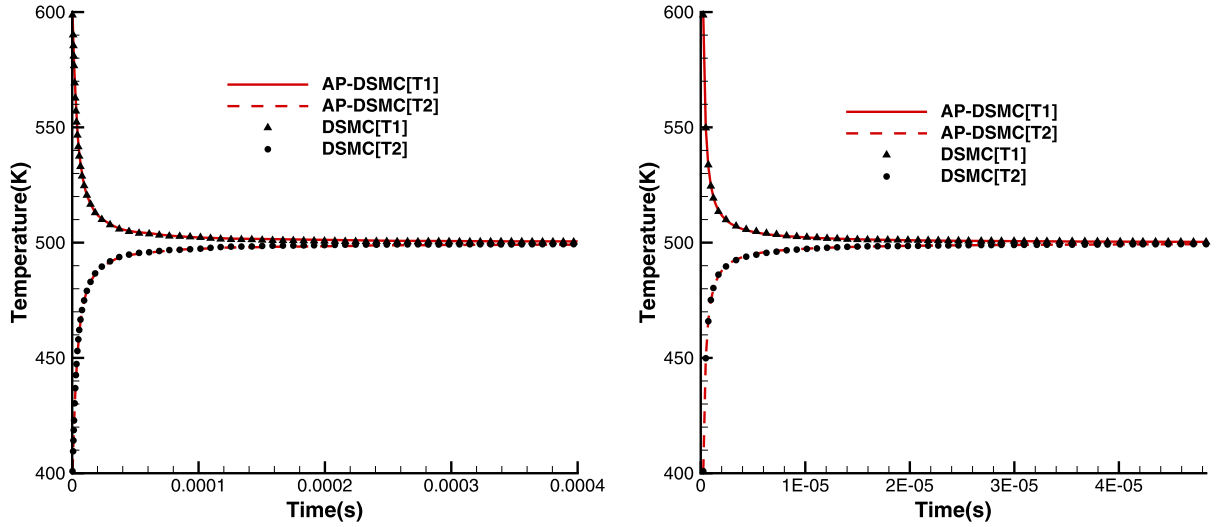 600
550
500
450
400
Temperature(K)
AP-DSMC[T1]
AP-DSMC[T2]
DSMC[T1]
DSMC[T2]
0 0.0001 0.0002 0.0003 0.0004
Time(s)
600
550
500
450
400
Temperature(K)
AP-DSMC[T1]
AP-DSMC[T2]
DSMC[T1]
DSMC[T2]
0 1E-05 2E-05 3E-05 4E-05
Time(s)